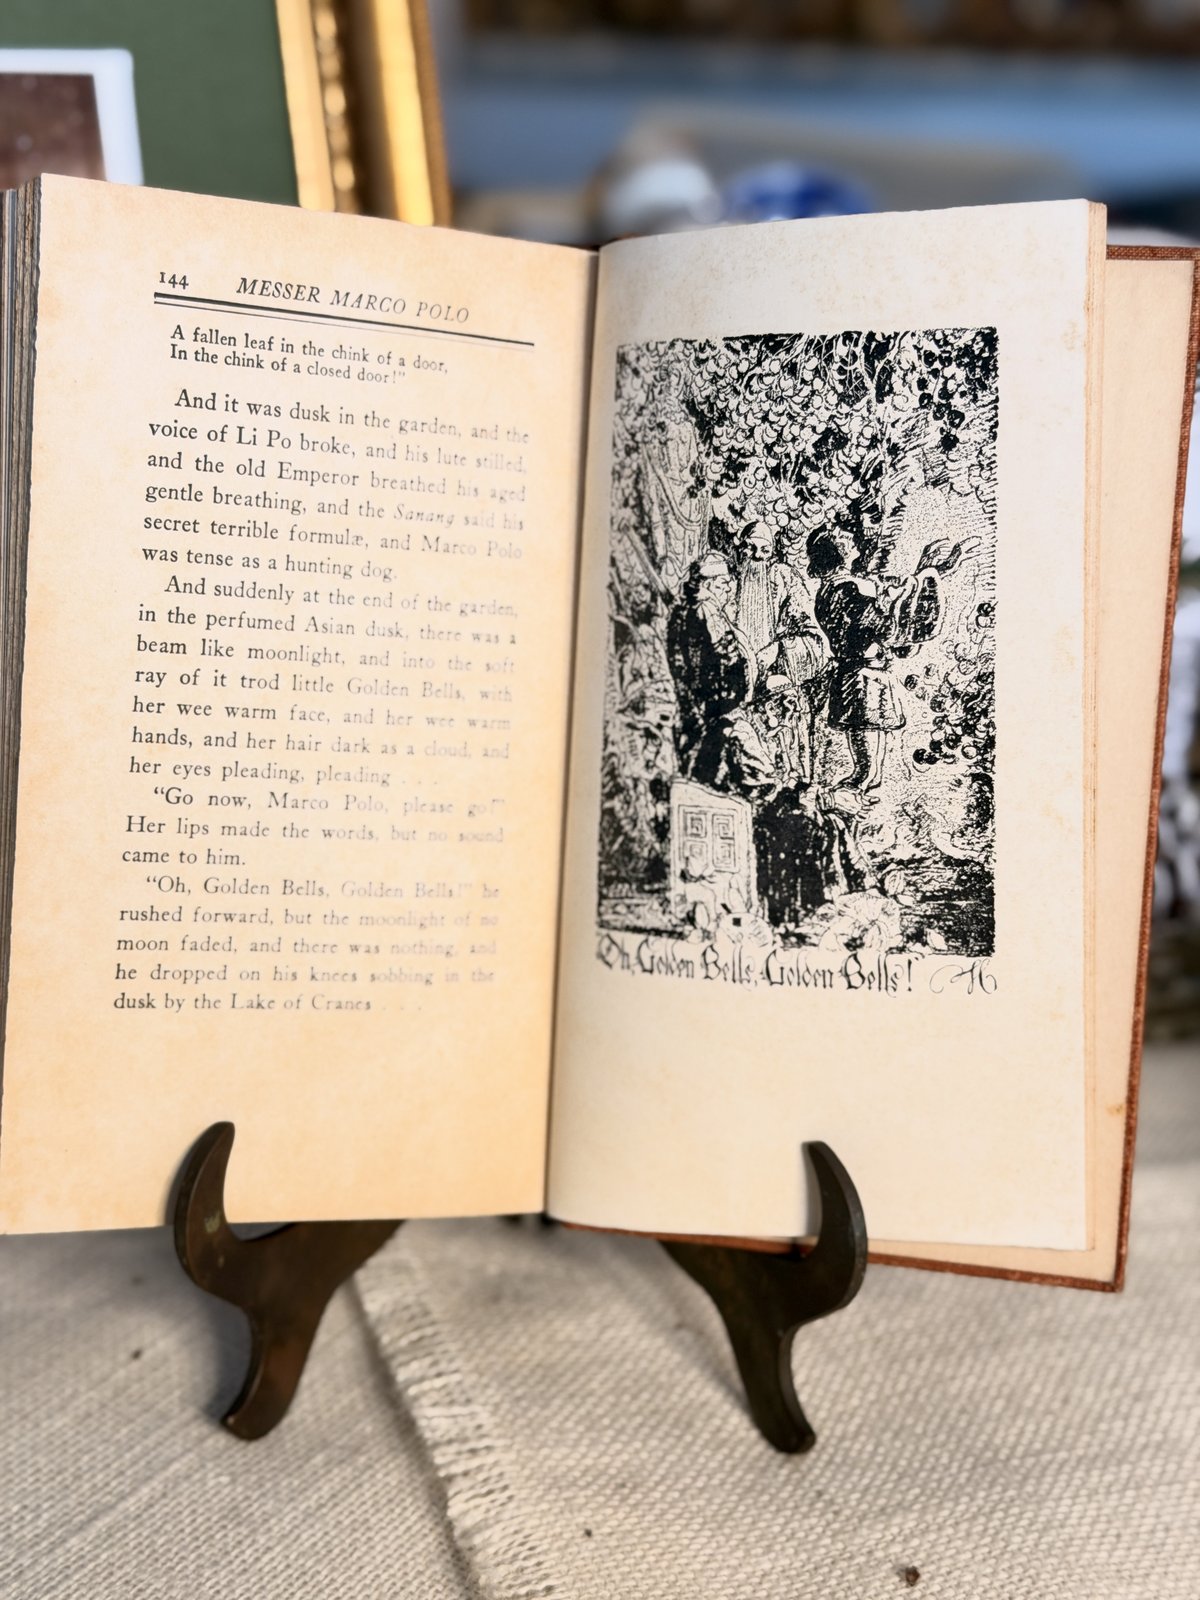 144 MESSER MARCO POLO
A fallen leaf in the chink of a door,
In the chink of a closed door!"
And it was dusk in the garden, and the
voice of Li Po broke, and his lute stilled,
and the old Emperor breathed his aged
gentle breathing, and the Sanang said his
secret terrible formulæ, and Marco Polo
was tense as a hunting dog.
And suddenly at the end of the garden,
in the perfumed Asian dusk, there was a
beam like moonlight, and into the soft
ray of it trod little Golden Bells, with
her wee warm face, and her wee warm
hands, and her hair dark as a cloud, and
her eyes pleading, pleading . . .
"Go now, Marco Polo, please go!"
Her lips made the words, but no sound
came to him.
"Oh, Golden Bells, Golden Bells!" he
rushed forward, but the moonlight of no
moon faded, and there was nothing, and
he dropped on his knees sobbing in the
dusk by the Lake of Cranes . . .
Oh, Golden Bells, Golden Bells!"